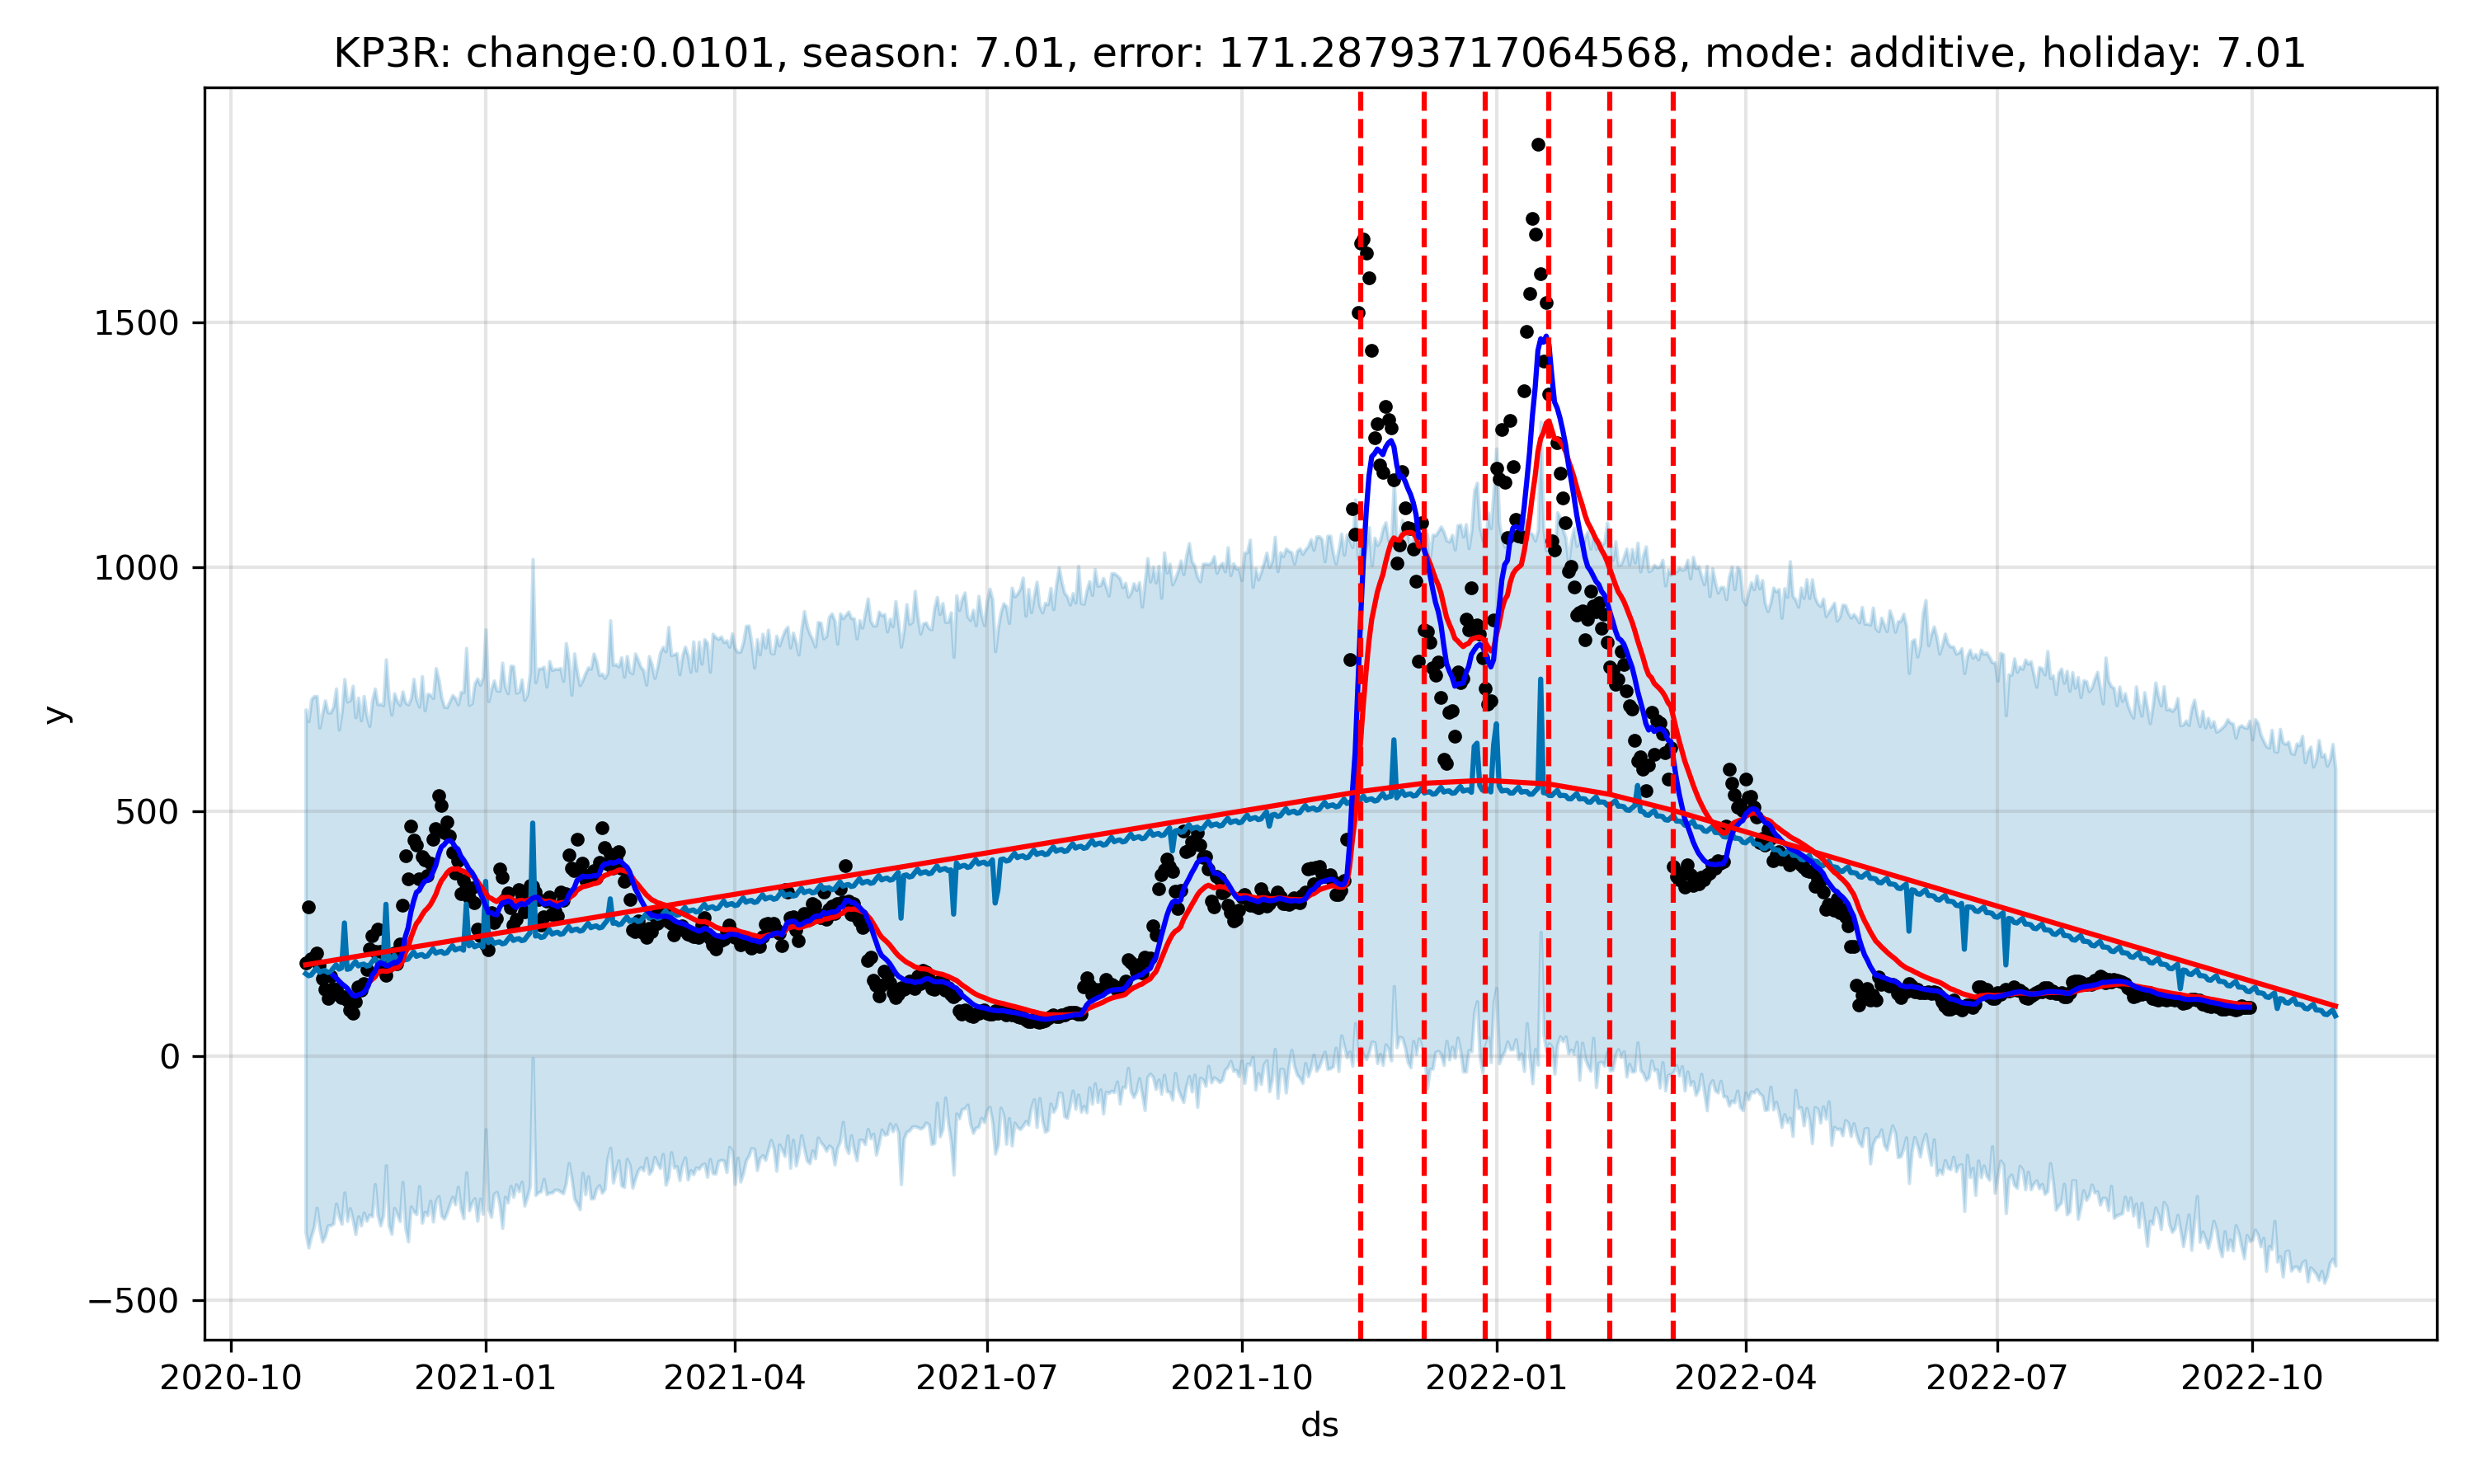 KP3R: change:0.0101, season: 7.01, error: 171.28793717064568, mode: additive, holiday: 7.01
y
1500
1000
500
0
−500
2020-10 2021-01 2021-04 2021-07 2021-10 2022-01 2022-04 2022-07 2022-10
ds